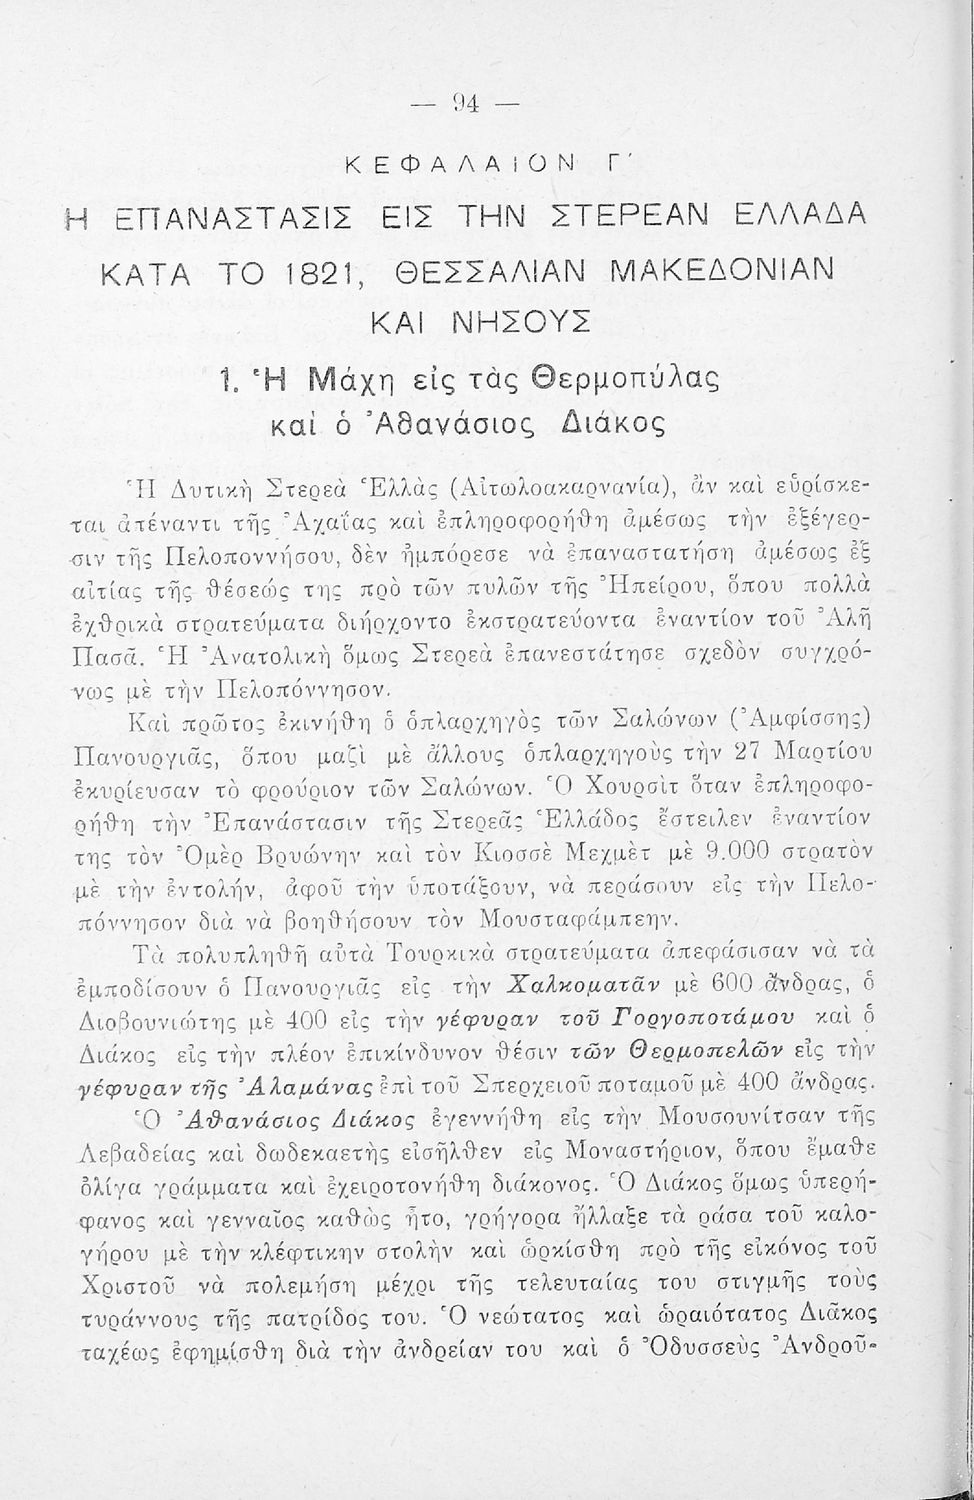 — 94 —
ΚΕΦΑΛΑΙΟΝ Γ΄
Η ΕΠΑΝΑΣΤΑΣΙΣ ΕΙΣ ΤΗΝ ΣΤΕΡΕΑΝ ΕΛΛΑΔΑ
ΚΑΤΑ ΤΟ 1821, ΘΕΣΣΑΛΙΑΝ ΜΑΚΕΔΟΝΙΑΝ
ΚΑΙ ΝΗΣΟΥΣ
1. Ἡ Μάχη εἰς τὰς Θερμοπύλας
καὶ ὁ Ἀθανάσιος Διάκος
Ἡ Δυτικὴ Στερεὰ Ἑλλὰς (Αἰτωλοακαρνανία), ἂν καὶ εὑρίσκε-
ται ἀπέναντι τῆς Ἀχαΐας καὶ ἐπληροφορήθη ἀμέσως τὴν ἐξέγερ-
σιν τῆς Πελοποννήσου, δὲν ἠμπόρεσε νὰ ἐπαναστατήση ἀμέσως ἐξ
αἰτίας τῆς θέσεώς της πρὸ τῶν πυλῶν τῆς Ἠπείρου, ὅπου πολλὰ
ἐχθρικὰ στρατεύματα διήρχοντο ἐκστρατεύοντα ἐναντίον τοῦ Ἀλῆ
Πασᾶ. Ἡ Ἀνατολικὴ ὅμως Στερεὰ ἐπανεστάτησε σχεδὸν συγχρό-
νως μὲ τὴν Πελοπόννησον.
Καὶ πρῶτος ἐκινήθη ὁ ὁπλαρχηγὸς τῶν Σαλώνων (Ἀμφίσσης)
Πανουργιᾶς, ὅπου μαζὶ μὲ ἄλλους ὁπλαρχηγοὺς τὴν 27 Μαρτίου
ἐκυρίευσαν τὸ φρούριον τῶν Σαλώνων. Ὁ Χουρσὶτ ὅταν ἐπληροφο-
ρήθη τὴν Ἐπανάστασιν τῆς Στερεᾶς Ἑλλάδος ἔστειλεν ἐναντίον
της τὸν Ὀμὲρ Βρυώνην καὶ τὸν Κιοσσὲ Μεχμὲτ μὲ 9.000 στρατὸν
μὲ τὴν ἐντολήν, ἀφοῦ τὴν ὑποτάξουν, νὰ περάσουν εἰς τὴν Πελο-
πόννησον διὰ νὰ βοηθήσουν τὸν Μουσταφάμπεην.
Τὰ πολυπληθῆ αὐτὰ Τουρκικὰ στρατεύματα ἀπεφάσισαν νὰ τὰ
ἐμποδίσουν ὁ Πανουργιᾶς εἰς τὴν Χαλκοματᾶν μὲ 600 ἄνδρας, ὁ
Διοβουνιώτης μὲ 400 εἰς τὴν γέφυραν τοῦ Γοργοποτάμου καὶ ὁ
Διάκος εἰς τὴν πλέον ἐπικίνδυνον θέσιν τῶν Θερμοπελῶν εἰς τὴν
γέφυραν τῆς Ἀλαμάνας ἐπὶ τοῦ Σπερχειοῦ ποταμοῦ μὲ 400 ἄνδρας.
Ὁ Ἀθανάσιος Διάκος ἐγεννήθη εἰς τὴν Μουσουνίτσαν τῆς
Λεβαδείας καὶ δωδεκαετὴς εἰσῆλθεν εἰς Μοναστήριον, ὅπου ἔμαθε
ὀλίγα γράμματα καὶ ἐχειροτονήθη διάκονος. Ὁ Διάκος ὅμως ὑπερή-
φανος καὶ γενναῖος καθὼς ἦτο, γρήγορα ἤλλαξε τὰ ράσα τοῦ καλο-
γήρου μὲ τὴν κλέφτικην στολὴν καὶ ὡρκίσθη πρὸ τῆς εἰκόνος τοῦ
Χριστοῦ νὰ πολεμήση μέχρι τῆς τελευταίας του στιγμῆς τοὺς
τυράννους τῆς πατρίδος του. Ὁ νεώτατος καὶ ὡραιότατος Διᾶκος
ταχέως ἐφημίσθη διὰ τὴν ἀνδρείαν του καὶ ὁ Ὀδυσσεὺς Ἀνδροῦ-